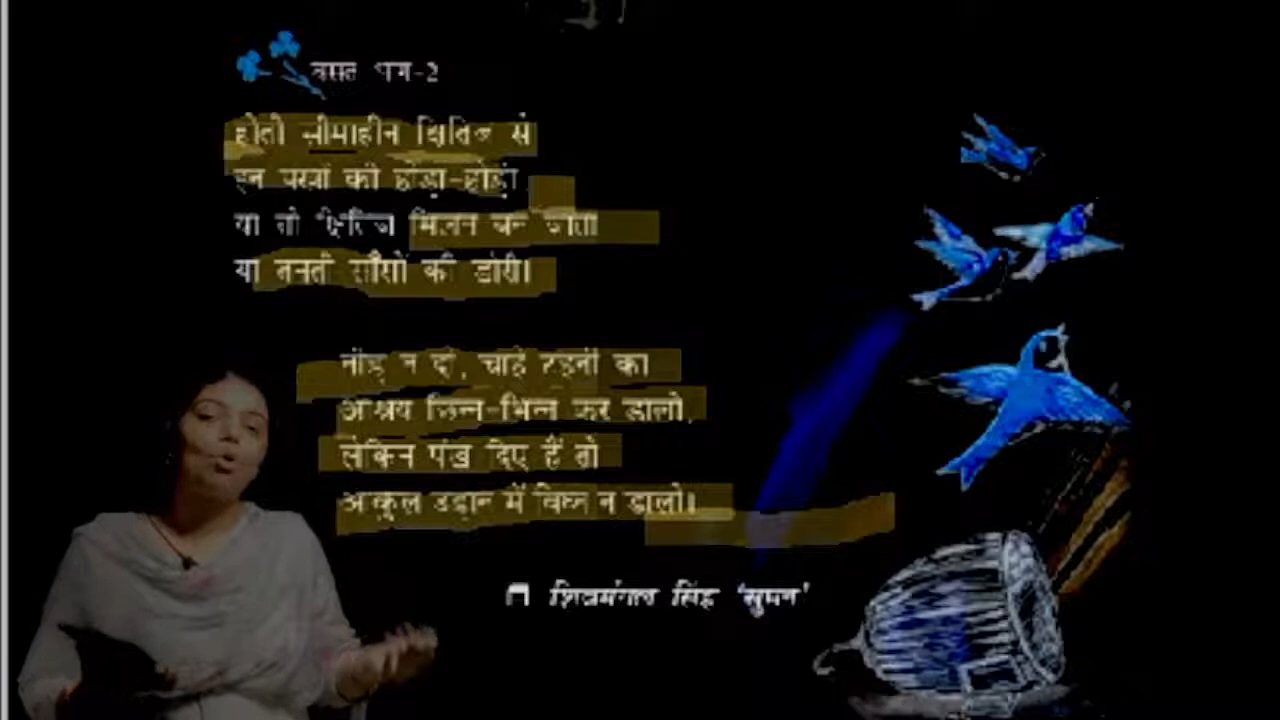 वसंत भाग-2
होती सीमाहीन क्षितिज से
इन पंखों की होड़ा-होड़ी,
या तो क्षितिज मिलन बन जाता
या तनती साँसों की डोरी।
नीड़ न दो, चाहे टहनी का
आश्रय छिन्न-भिन्न कर डालो,
लेकिन पंख दिए हैं तो
आकुल उड़ान में विघ्न न डालो।
शिवमंगल सिंह 'सुमन'